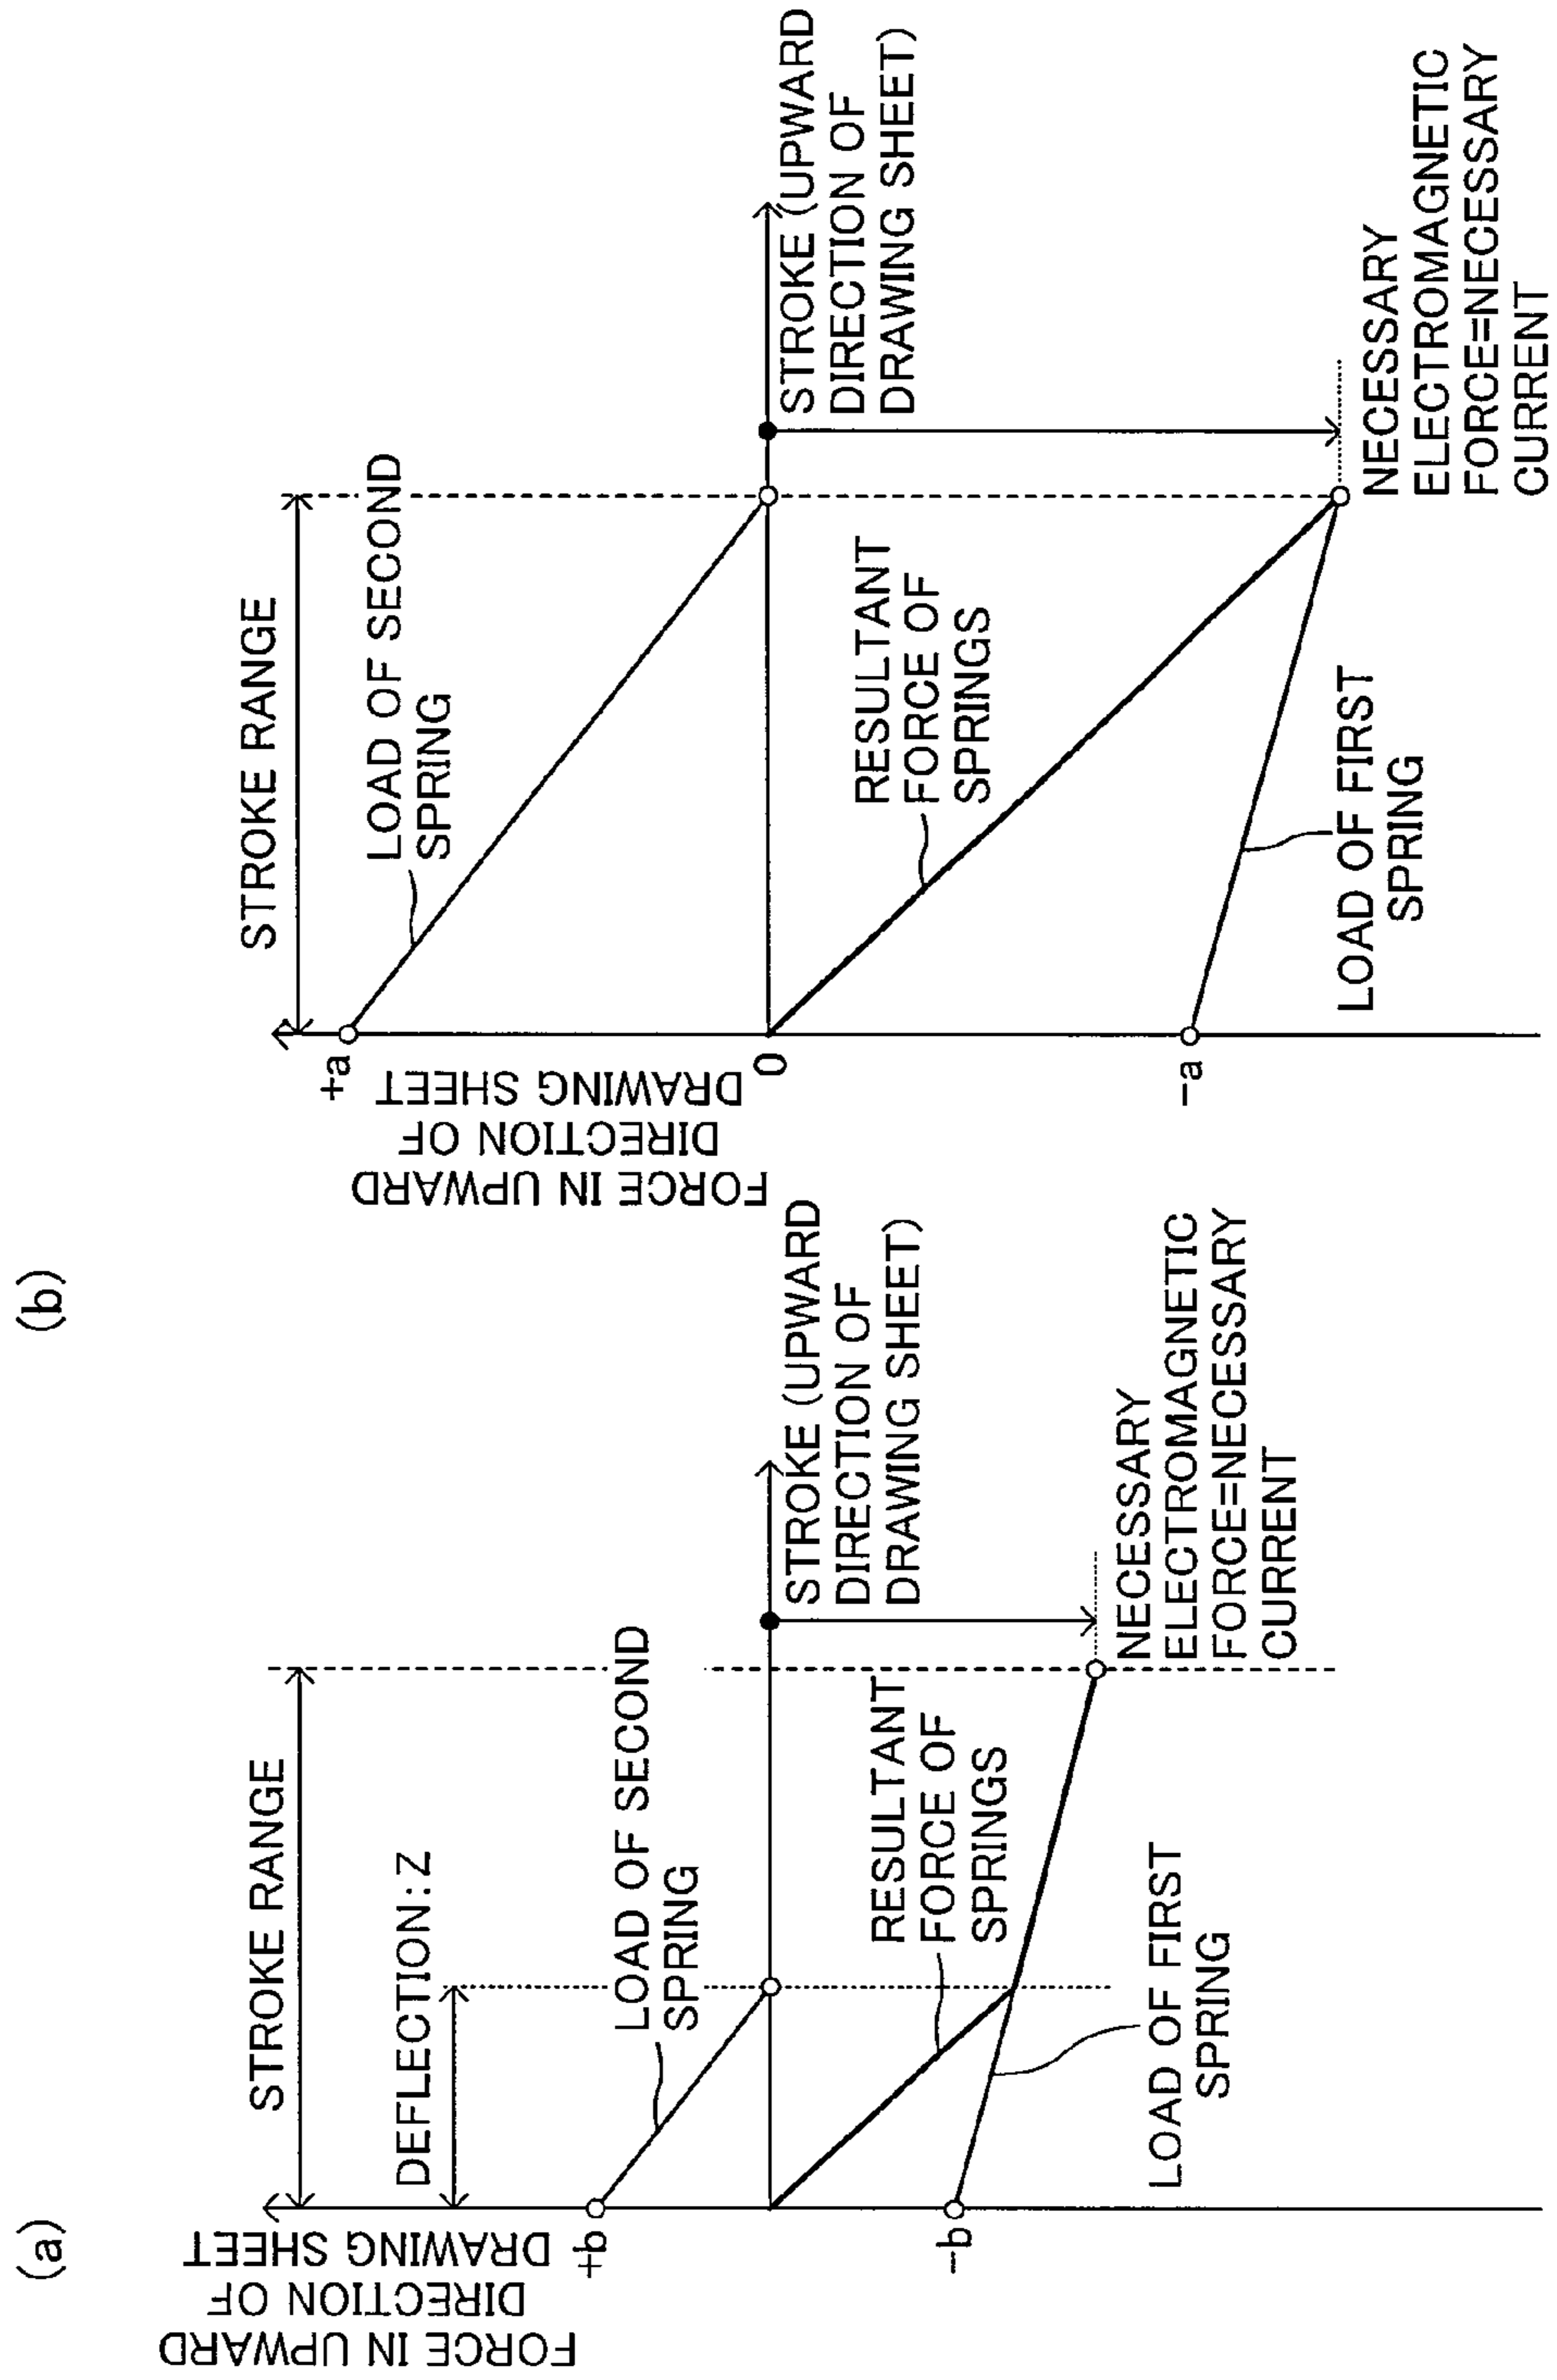 (a)
FORCE IN UPWARD
DIRECTION OF
DRAWING SHEET
STROKE RANGE
DEFLECTION:Z
LOAD OF SECOND
SPRING
+b
STROKE (UPWARD
DIRECTION OF
DRAWING SHEET)
RESULTANT
FORCE OF
SPRINGS
-b
LOAD OF FIRST
SPRING
NECESSARY
ELECTROMAGNETIC
FORCE=NECESSARY
CURRENT
(b)
FORCE IN UPWARD
DIRECTION OF
DRAWING SHEET
STROKE RANGE
+a
LOAD OF SECOND
SPRING
0
STROKE (UPWARD
DIRECTION OF
DRAWING SHEET)
RESULTANT
FORCE OF
SPRINGS
-a
LOAD OF FIRST
SPRING
NECESSARY
ELECTROMAGNETIC
FORCE=NECESSARY
CURRENT